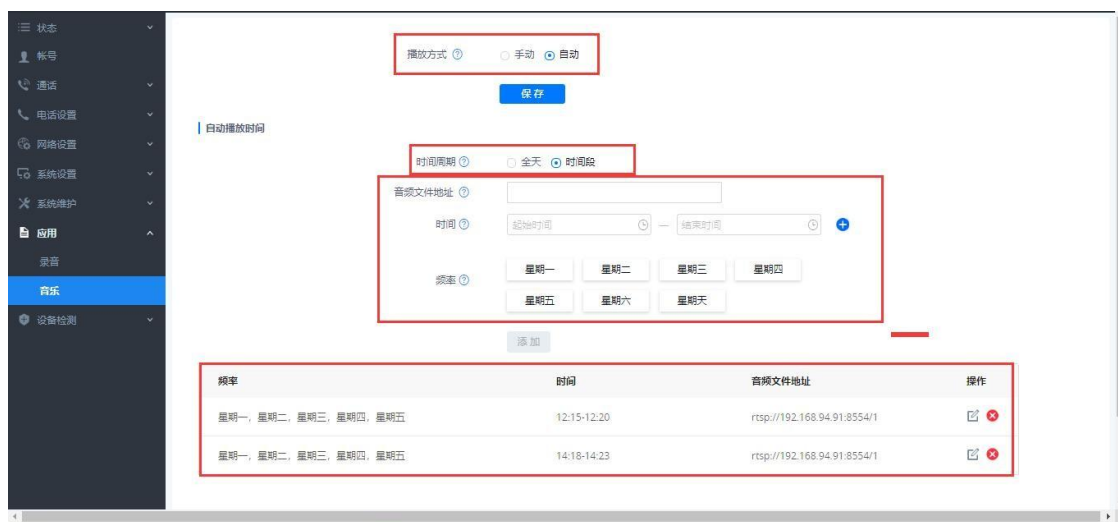 状态
帐号
通话
电话设置
网络设置
系统设置
系统维护
应用
录音
音乐
设备检测
播放方式 手动 自动
保存
自动播放时间
时间周期 全天 时间段
音频文件地址
时间 起始时间 — 结束时间
频率
星期一 星期二 星期三 星期四
星期五 星期六 星期天
添加
频率 时间 音频文件地址 操作
星期一, 星期二, 星期三, 星期四, 星期五 12:15-12:20 rtsp://192.168.94.91:8554/1
星期一, 星期二, 星期三, 星期四, 星期五 14:18-14:23 rtsp://192.168.94.91:8554/1